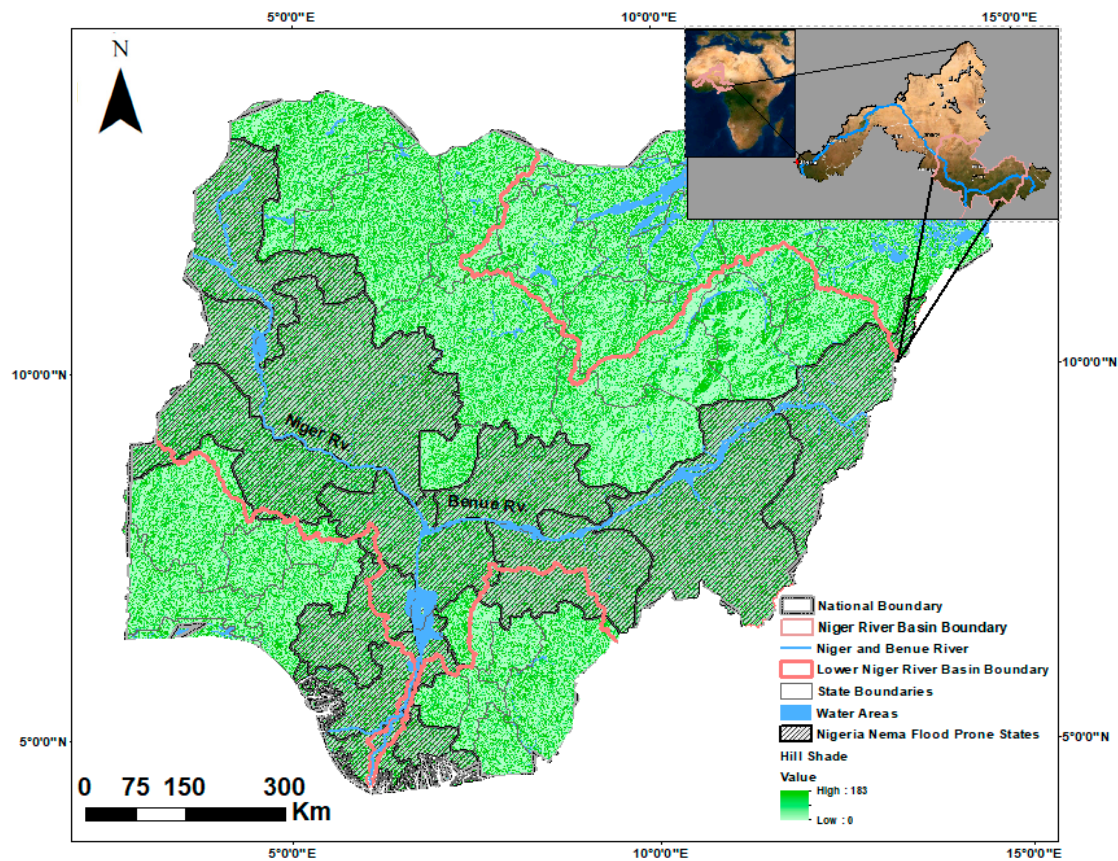 5°0'0"E 10°0'0"E 15°0'0"E
N
10°0'0"N 10°0'0"N
Niger Rv.
Benue Rv.
National Boundary
Niger River Basin Boundary
Niger and Benue River
Lower Niger River Basin Boundary
State Boundaries
Water Areas
5°0'0"N 5°0'0"N
Nigeria Nema Flood Prone States
Hill Shade
Value
High : 183
Low : 0
0 75 150 300
Km
5°0'0"E 10°0'0"E 15°0'0"E